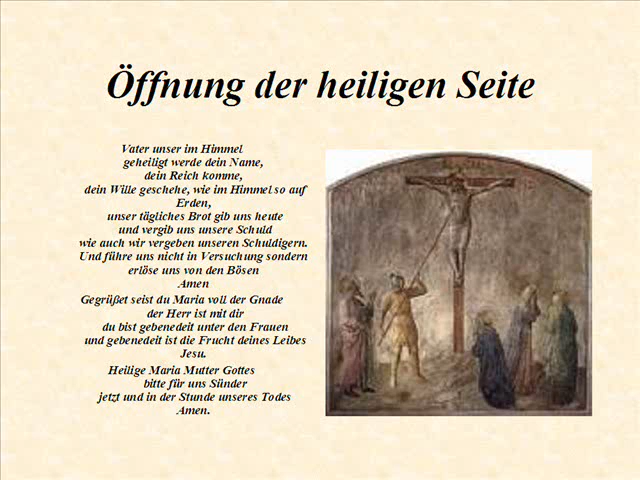 Öffnung der heiligen Seite
Vater unser im Himmel
geheiligt werde dein Name,
dein Reich komme,
dein Wille geschehe, wie im Himmel so auf
Erden,
unser tägliches Brot gib uns heute
und vergib uns unsere Schuld
wie auch wir vergeben unseren Schuldigern.
Und führe uns nicht in Versuchung sondern
erlöse uns von den Bösen
Amen
Gegrüßet seist du Maria voll der Gnade
der Herr ist mit dir
du bist gebenedeit unter den Frauen
und gebenedeit ist die Frucht deines Leibes
Jesu.
Heilige Maria Mutter Gottes
bitte für uns Sünder
jetzt und in der Stunde unseres Todes
Amen.